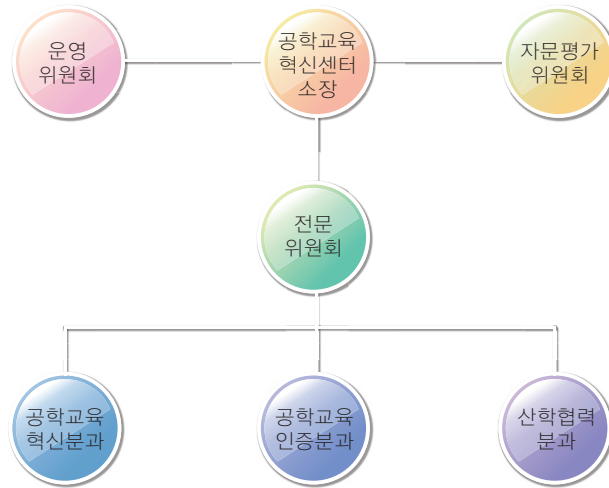 운영
위원회
공학교육
혁신센터
소장
자문평가
위원회
전문
위원회
공학교육
혁신분과
공학교육
인증분과
산학협력
분과